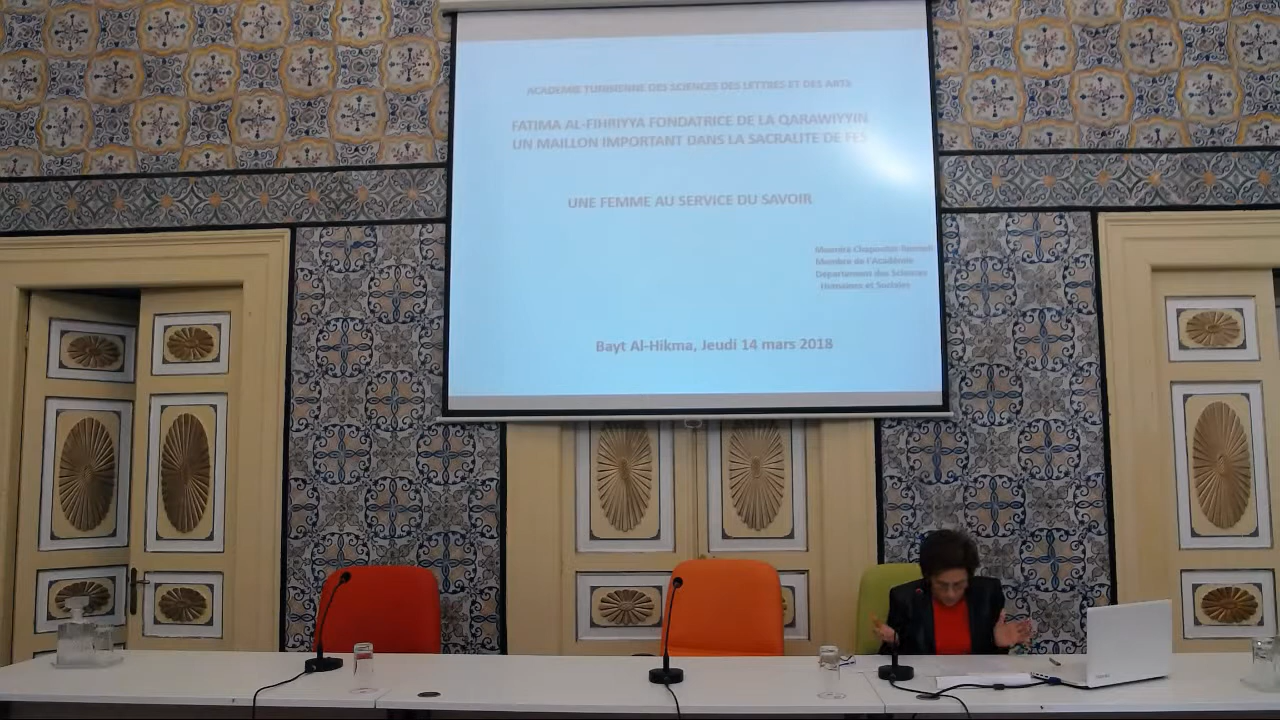 ACADEMIE TUNISIENNE DES SCIENCES DES LETTRES ET DES ARTS
FATIMA AL-FIHRIYYA FONDATRICE DE LA QARAWIYYIN
UN MAILLON IMPORTANT DANS LA SACRALITE DE FES
UNE FEMME AU SERVICE DU SAVOIR
Mounira
Membre de l'Académie
Département des Sciences
Humaines et Sociales
Bayt Al-Hikma, Jeudi 14 mars 2018